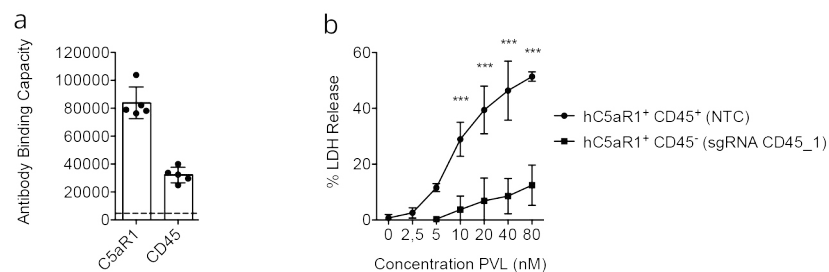 a
b
Antibody Binding Capacity
120000
100000
80000
60000
40000
20000
0
C5aR1
CD45
% LDH Release
60
40
20
0
*** *** *** ***
0 2,5 5 10 20 40 80
Concentration PVL (nM)
hC5aR1⁺ CD45⁺ (NTC)
hC5aR1⁺ CD45⁻ (sgRNA CD45_1)